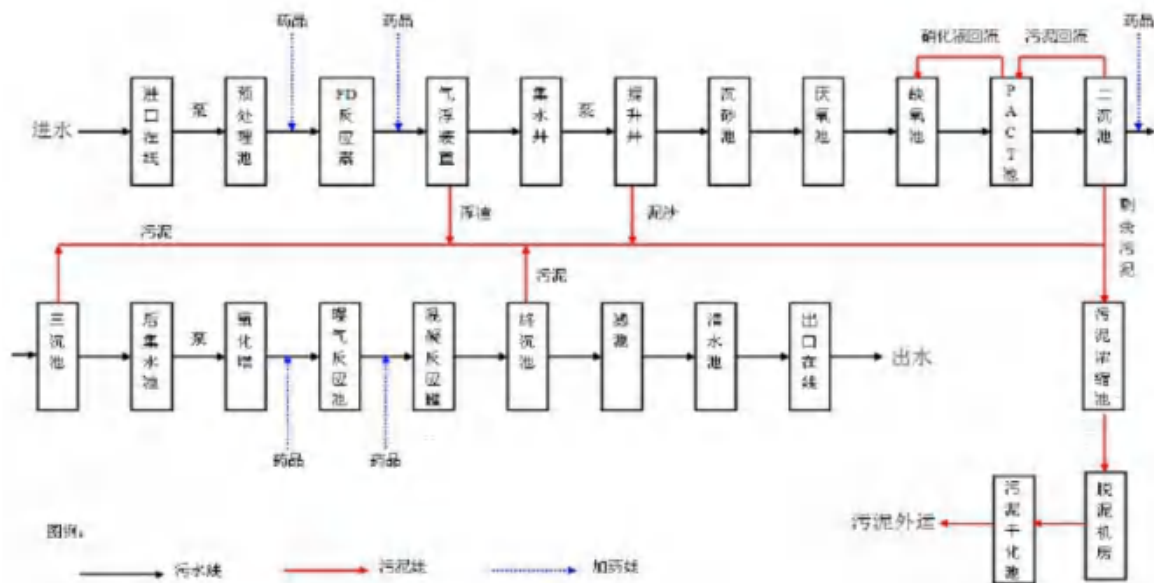 药品
药品
硝化液回流
污泥回流
药品
进水
进口在线
泵
预处理池
FD反应器
气浮装置
集水井
泵
提升井
沉砂池
厌氧池
缺氧池
PACT池
二沉池
浮渣
泥沙
剩余污泥
污泥
污泥
三沉池
后集水池
泵
氧化塔
曝气反应池
混凝反应罐
终沉池
滤池
清水池
出口在线
出水
污泥浓缩池
药品
药品
脱泥机房
污泥干化池
污泥外运
图例:
污水线
污泥线
加药线